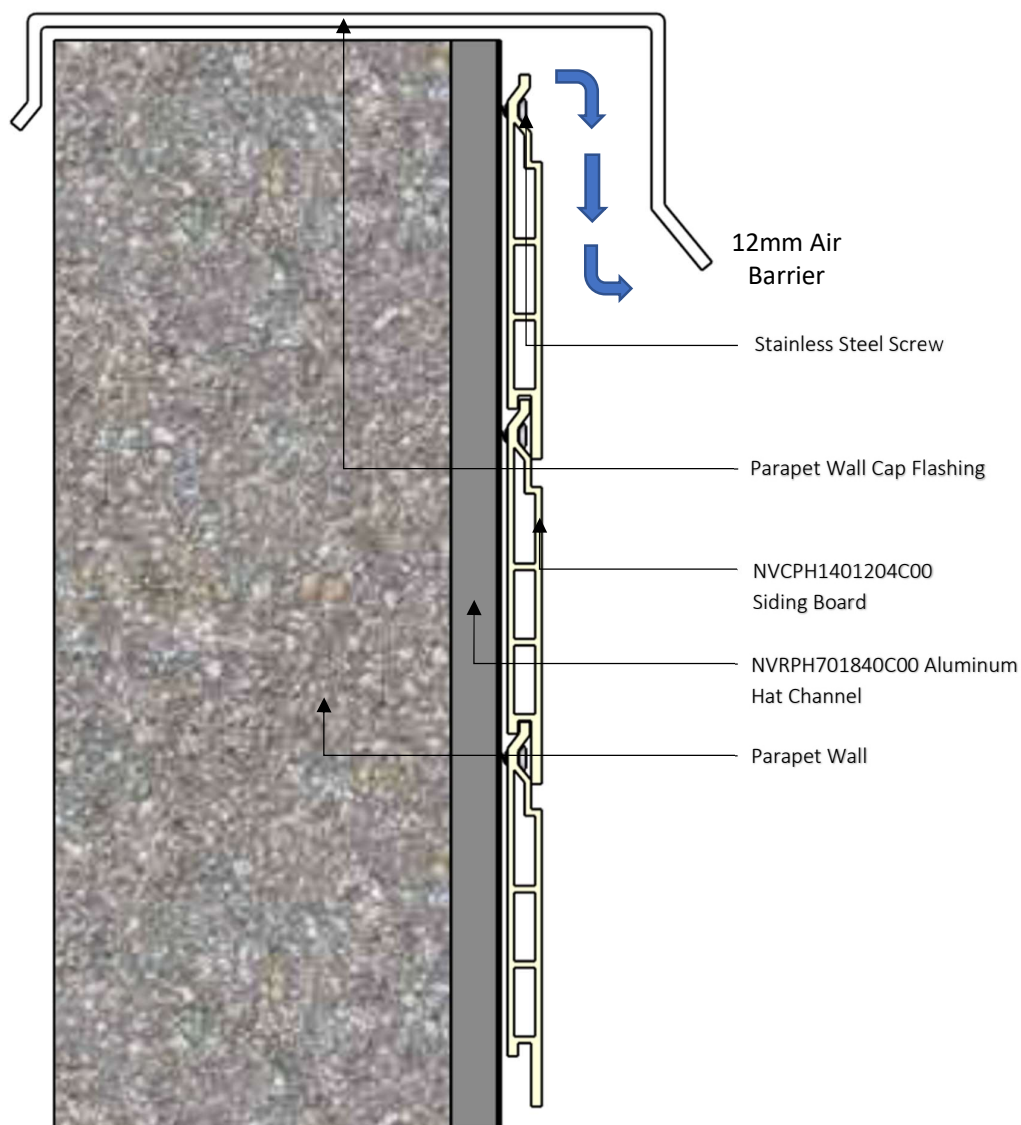 12mm Air
Barrier
Stainless Steel Screw
Parapet Wall Cap Flashing
NVCPH1401204C00
Siding Board
NVRPH701840C00 Aluminum
Hat Channel
Parapet Wall